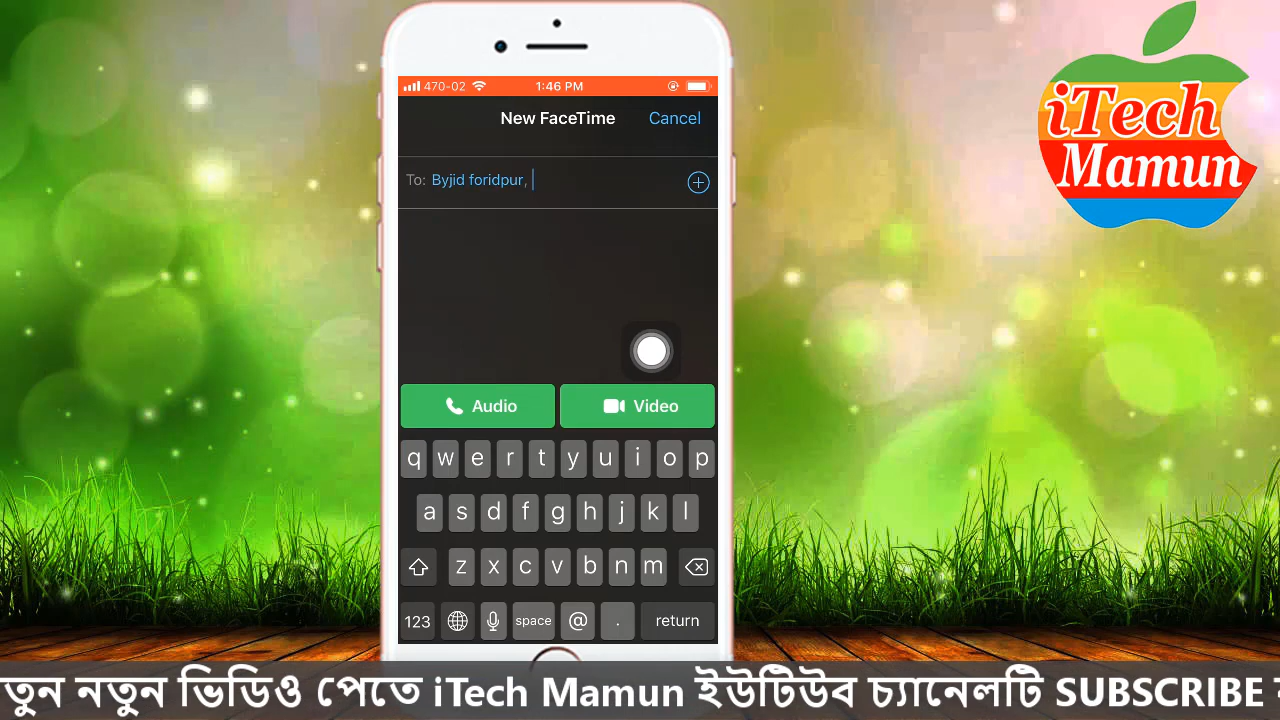 iTech
Mamun
470-02 1:46 PM
New FaceTime Cancel
To: Byjid foridpur,
Audio Video
q w e r t y u i o p
a s d f g h j k l
z x c v b n m
123 space @ . return
তুন নতুন ভিডিও পেতে iTech Mamun ইউটিউব চ্যানেলটি SUBSCRIBE